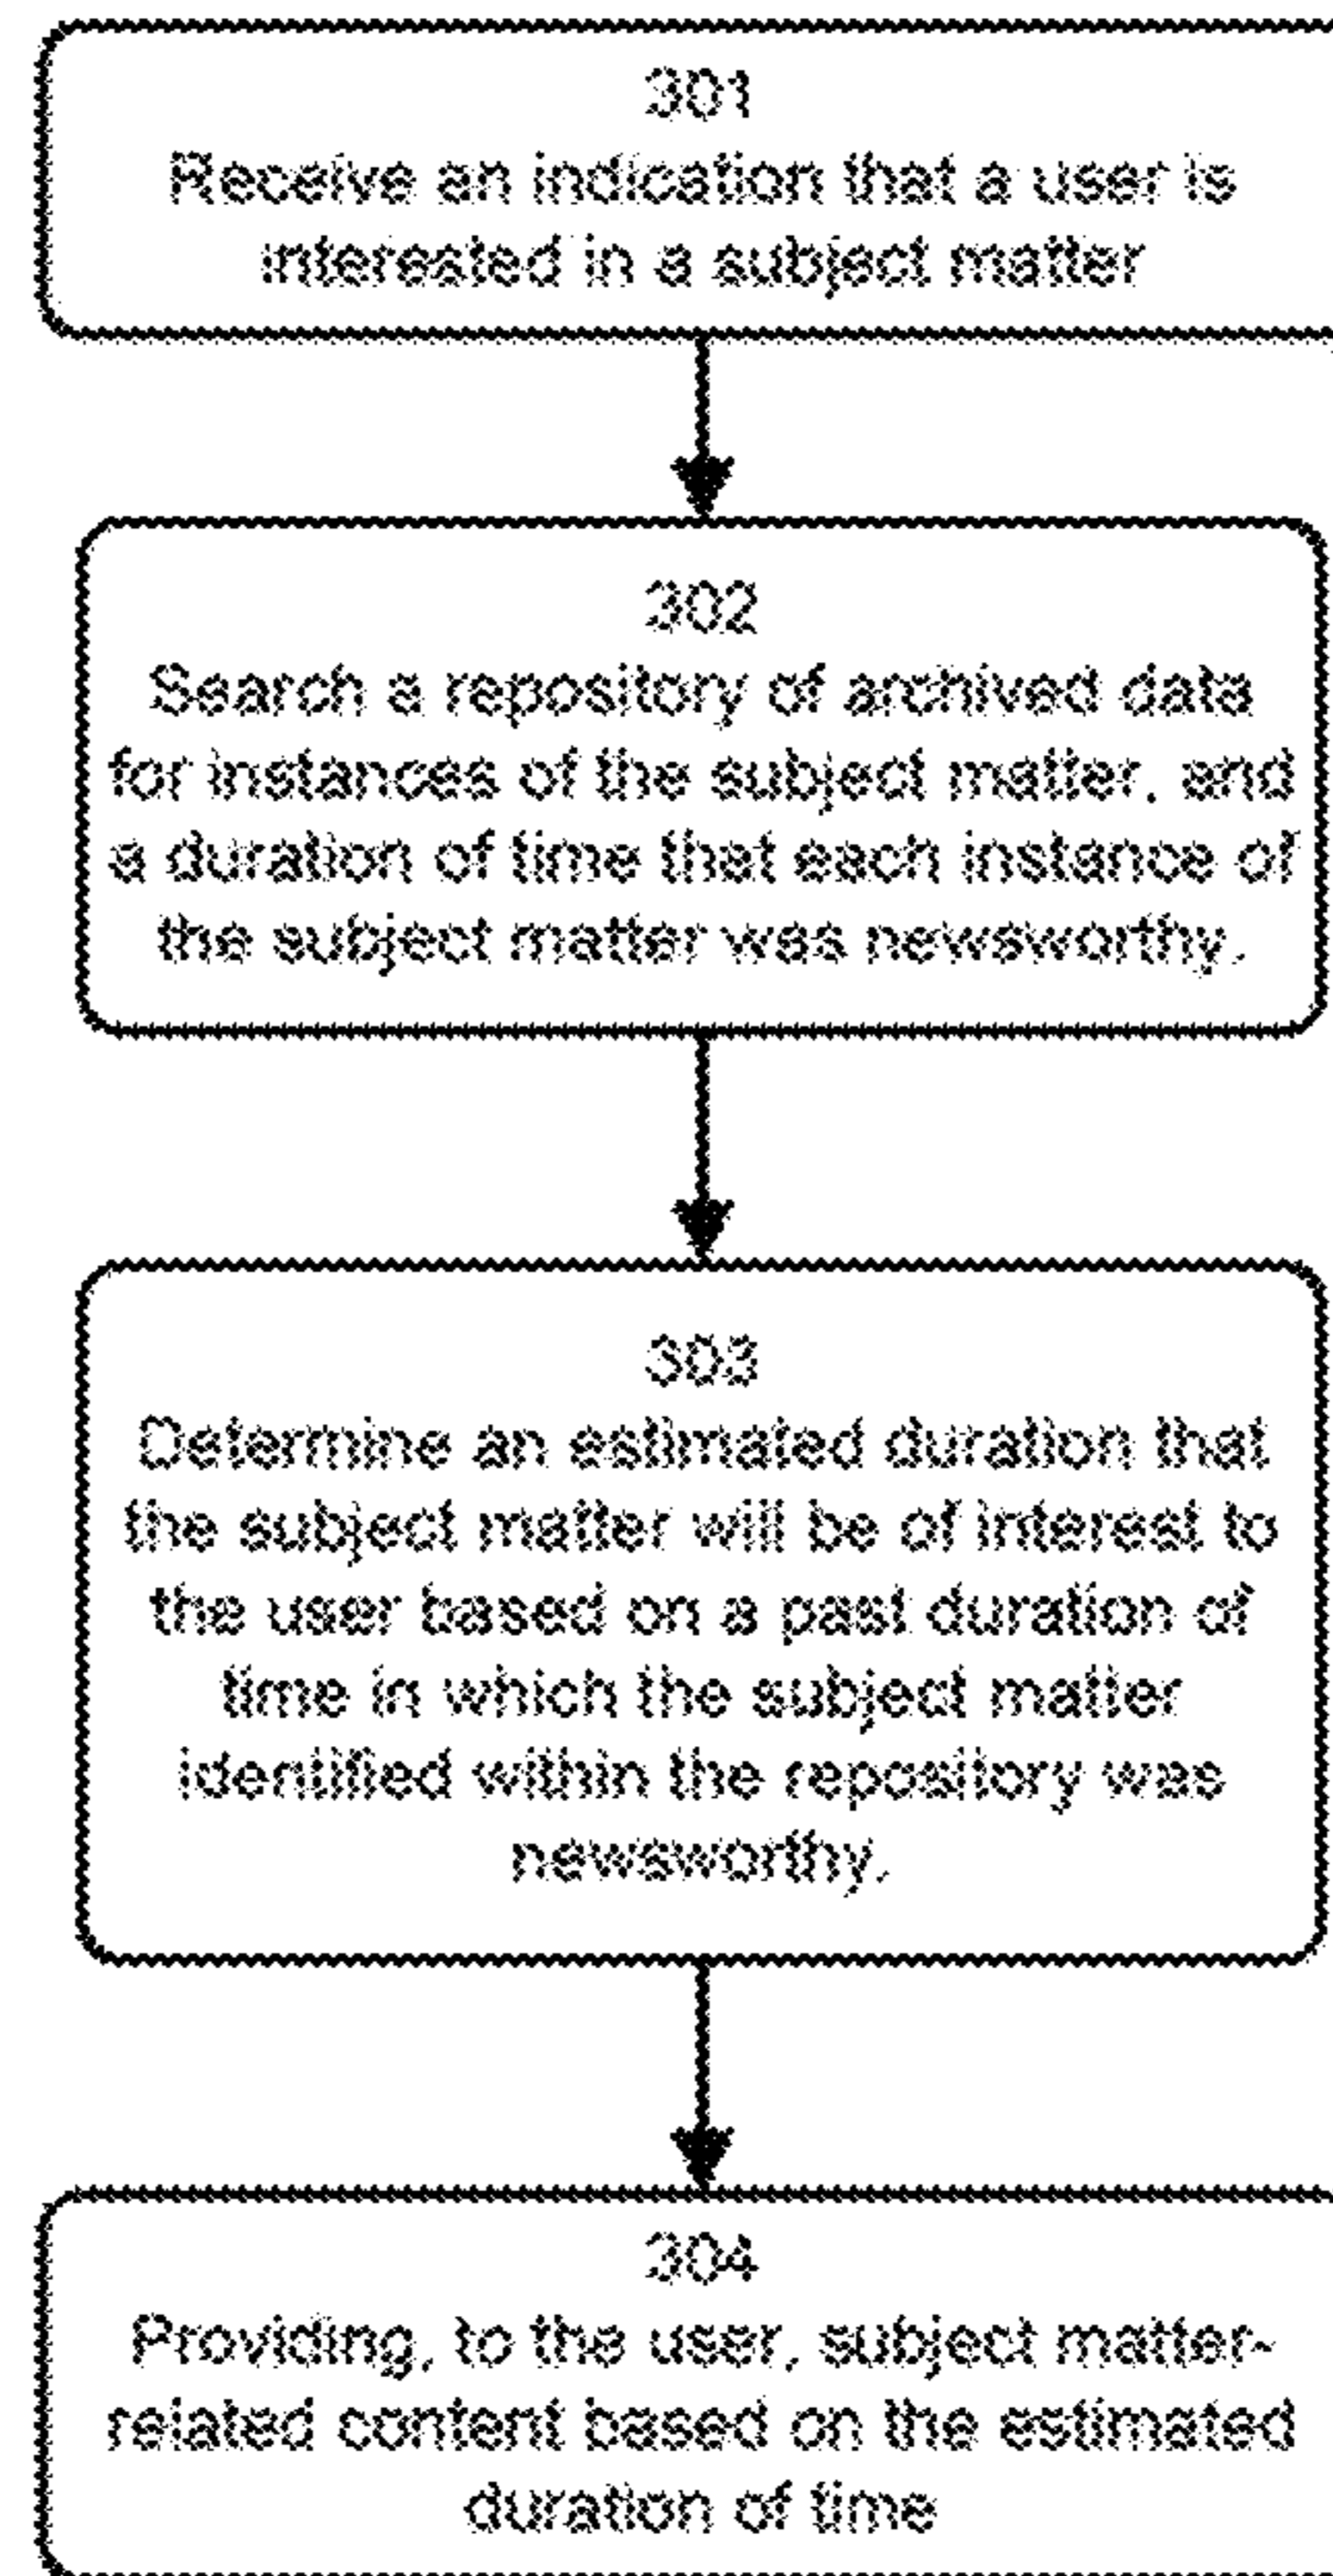 301
Receive an indication that a user is
interested in a subject matter
302
Search a repository of archived data
for instances of the subject matter, and
a duration of time that each instance of
the subject matter was newsworthy.
303
Determine an estimated duration that
the subject matter will be of interest to
the user based on a past duration of
time in which the subject matter
identified within the repository was
newsworthy.
304
Providing, to the user, subject matter-
related content based on the estimated
duration of time